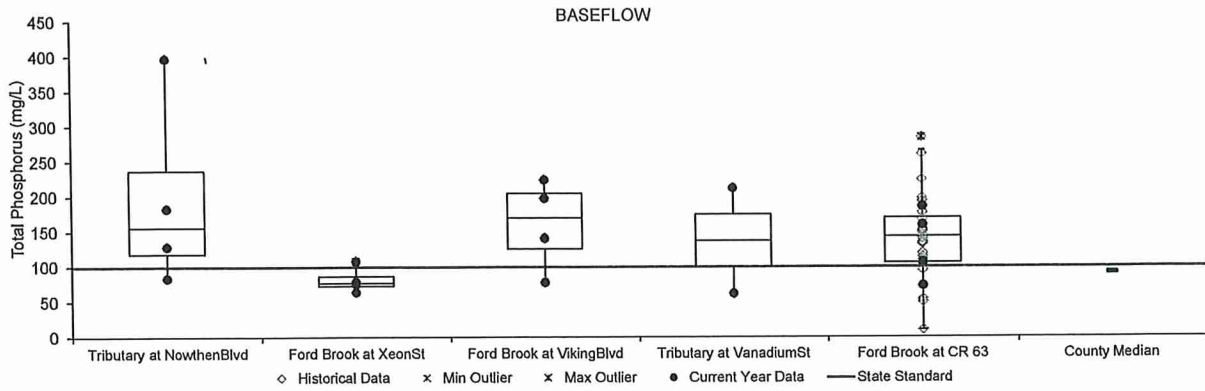 BASEFLOW
Total Phosphorus (mg/L)
450
400
350
300
250
200
150
100
50
0
Tributary at NowthenBlvd Ford Brook at XeonSt Ford Brook at VikingBlvd Tributary at VanadiumSt Ford Brook at CR 63 County Median
Historical Data Min Outlier Max Outlier Current Year Data State Standard